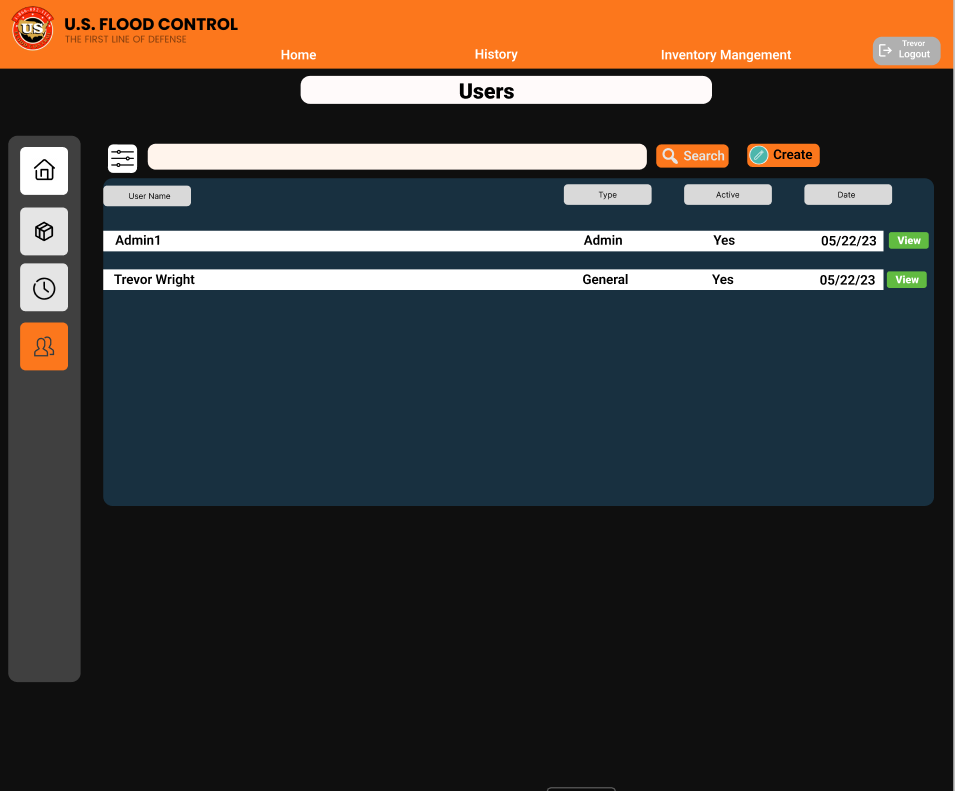 US
U.S. FLOOD CONTROL
THE FIRST LINE OF DEFENSE
Home
History
Inventory Mangement
Trevor
Logout
Users
Search
Create
User Name
Type
Active
Date
Admin1
Admin
Yes
05/22/23
View
Trevor Wright
General
Yes
05/22/23
View